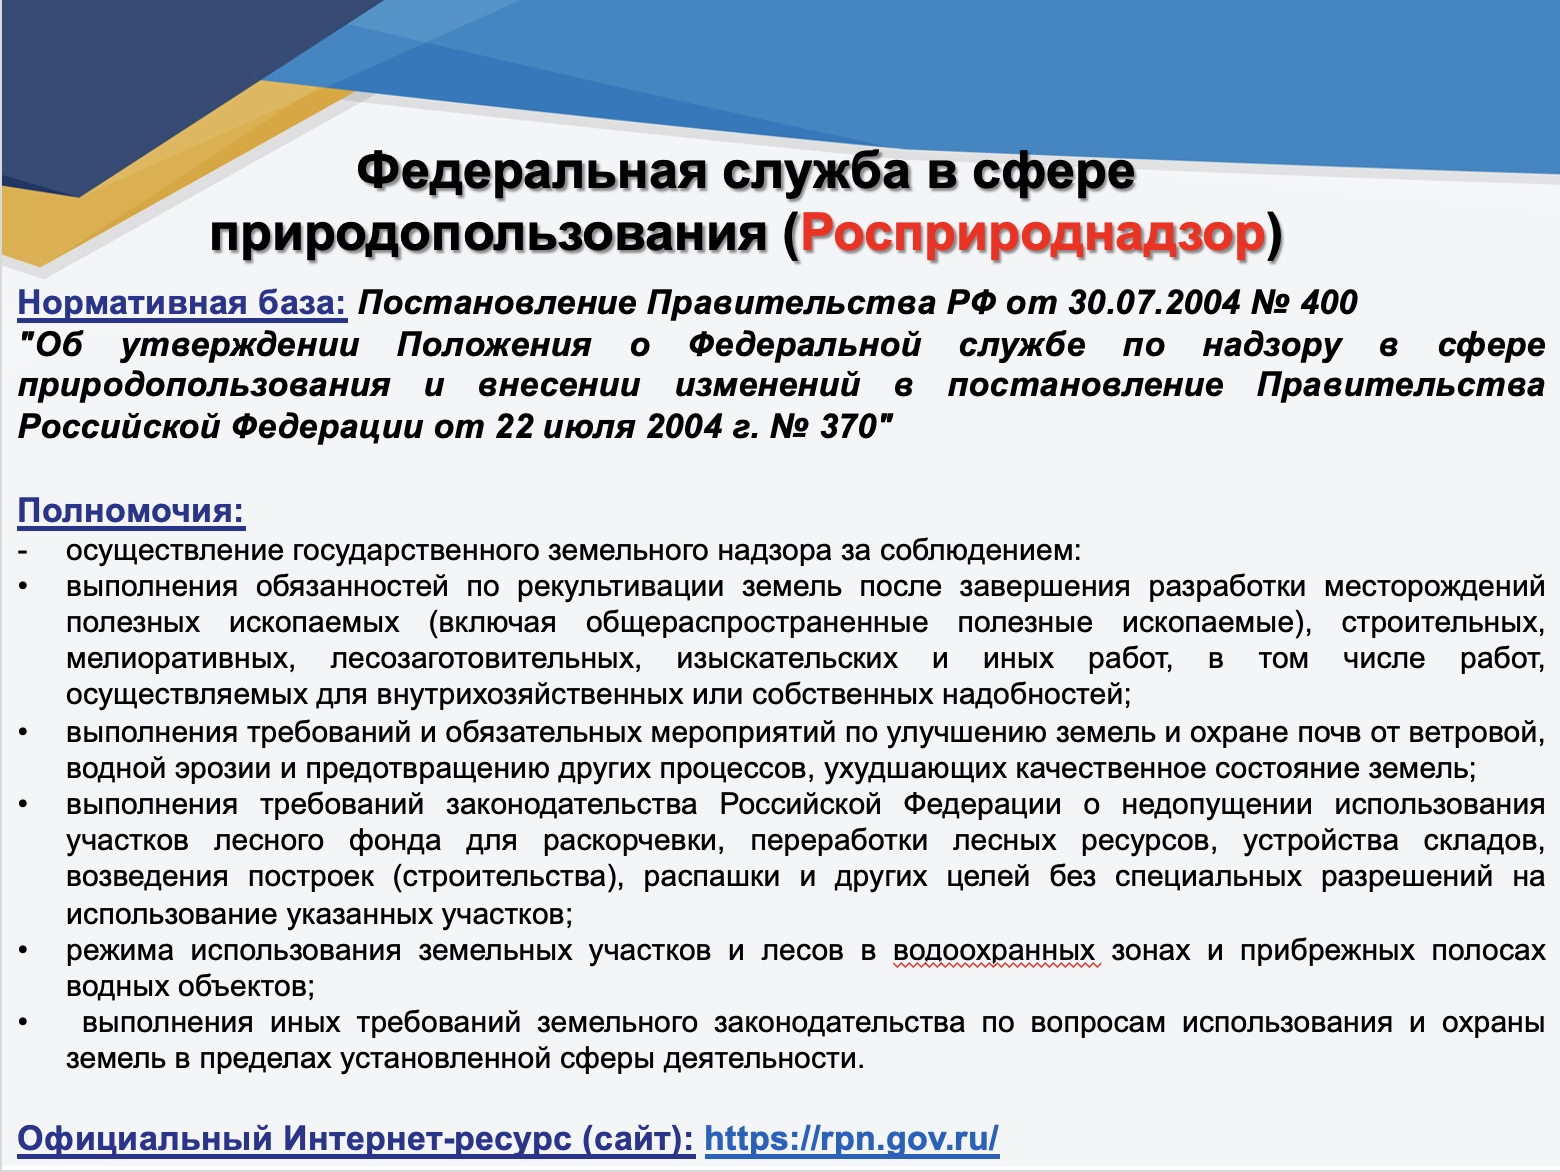 Федеральная служба в сфере
природопользования (Росприроднадзор)
Нормативная база: Постановление Правительства РФ от 30.07.2004 № 400
"Об утверждении Положения о Федеральной службе по надзору в сфере
природопользования и внесении изменений в постановление Правительства
Российской Федерации от 22 июля 2004 г. № 370"
Полномочия:
- осуществление государственного земельного надзора за соблюдением:
• выполнения обязанностей по рекультивации земель после завершения разработки месторождений
полезных ископаемых (включая общераспространенные полезные ископаемые), строительных,
мелиоративных, лесозаготовительных, изыскательских и иных работ, в том числе работ,
осуществляемых для внутрихозяйственных или собственных надобностей;
• выполнения требований и обязательных мероприятий по улучшению земель и охране почв от ветровой,
водной эрозии и предотвращению других процессов, ухудшающих качественное состояние земель;
• выполнения требований законодательства Российской Федерации о недопущении использования
участков лесного фонда для раскорчевки, переработки лесных ресурсов, устройства складов,
возведения построек (строительства), распашки и других целей без специальных разрешений на
использование указанных участков;
• режима использования земельных участков и лесов в водоохранных зонах и прибрежных полосах
водных объектов;
• выполнения иных требований земельного законодательства по вопросам использования и охраны
земель в пределах установленной сферы деятельности.
Официальный Интернет-ресурс (сайт): https://rpn.gov.ru/